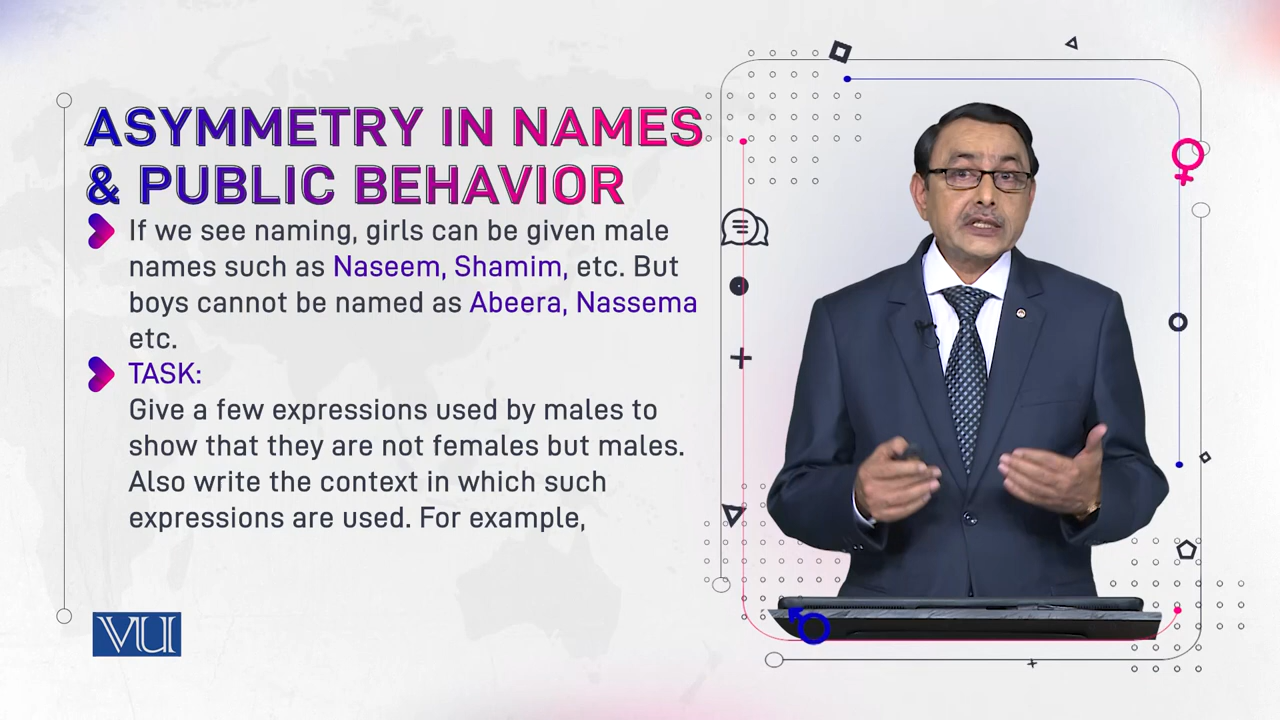 ASYMMETRY IN NAMES
& PUBLIC BEHAVIOR
If we see naming, girls can be given male
names such as Naseem, Shamim, etc. But
boys cannot be named as Abeera, Nassema
etc.
TASK:
Give a few expressions used by males to
show that they are not females but males.
Also write the context in which such
expressions are used. For example,
VU